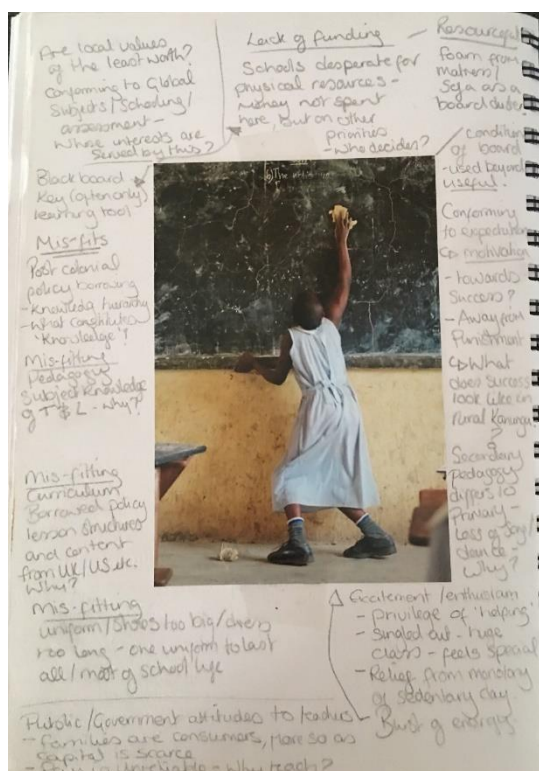 Are local values
of the least worth?
Conforming to Global
Subjects/Schooling/
assessment -
Whose interests are
served by this?
Lack of funding
Schools desperate for
physical resources -
money not spent
here, but on other
priorities
- who decides?
Resourceful
foam from
matress/
Sofa as a
board duster
Condition
of board
- used beyond
useful.
Blackboard
Key (often only)
learning tool
Mis-fits
Post colonial
policy borrowing
- Knowledge hierarchy
- What constitutes
'Knowledge'?
Mis-fitting
Pedagogy
Subject Knowledge
of T & L - why?
Mis-fitting
Curriculum
Borrowed policy
lesson structures
and content
from UK/US etc.
Why?
Mis-fitting
uniform/shoes too big/dress
too long - one uniform to last
all/most of school life
Conforming
to expectations
motivation
- towards
Success?
- Away from
Punishment
What
does success
look like in
rural Kanungu
?
Secondary
pedagogy
differs to
Primary -
Loss of Song/
dance -
Why?
Excitement/enthusiasm
- privilege of 'helping'
- singled out - huge
class - feels special
- Relief from monotony
of sedentary day
- Burst of energy
Public/Government attitudes to teachers
- Families are consumers, more so as
capital is scarce
- why teach?